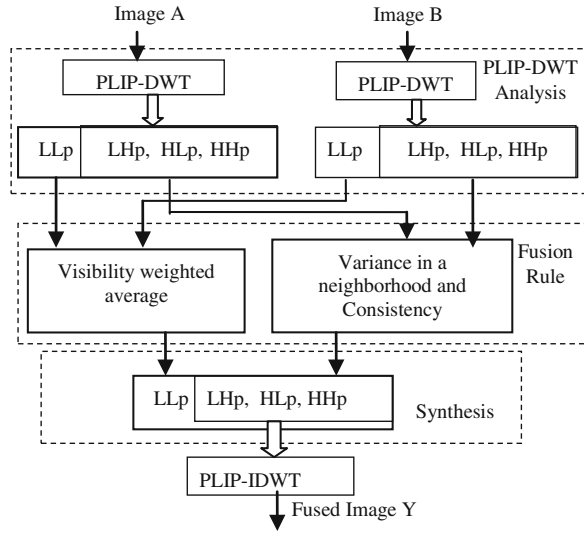 Image A
Image B
PLIP-DWT
PLIP-DWT
PLIP-DWT
Analysis
LLp
LHp, HLp, HHp
LLp
LHp, HLp, HHp
Visibility weighted
average
Variance in a
neighborhood and
Consistency
Fusion
Rule
LLp
LHp, HLp, HHp
Synthesis
PLIP-IDWT
Fused Image Y